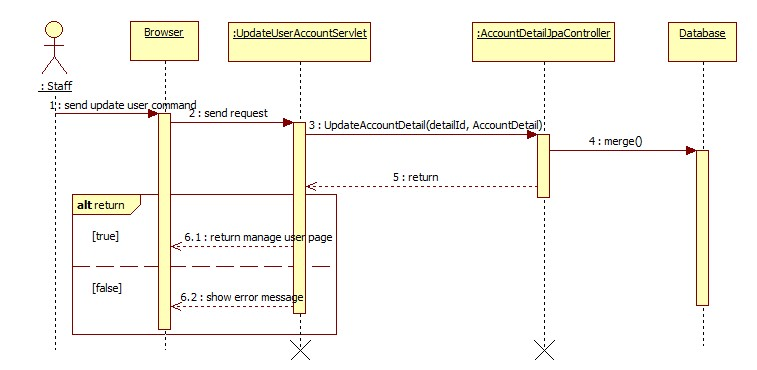 Browser
:UpdateUserAccountServlet
:AccountDetailJpaController
Database
: Staff
1 : send update user command
2 : send request
3 : UpdateAccountDetail(detailId, AccountDetail)
4 : merge()
5 : return
alt return
[true]
6.1 : return manage user page
[false]
6.2 : show error message